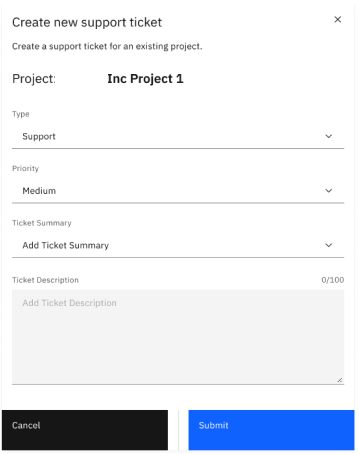 Create new support ticket
Create a support ticket for an existing project.
Project: Inc Project 1
Type
Support
Priority
Medium
Ticket Summary
Add Ticket Summary
Ticket Description 0/100
Add Ticket Description
Cancel Submit